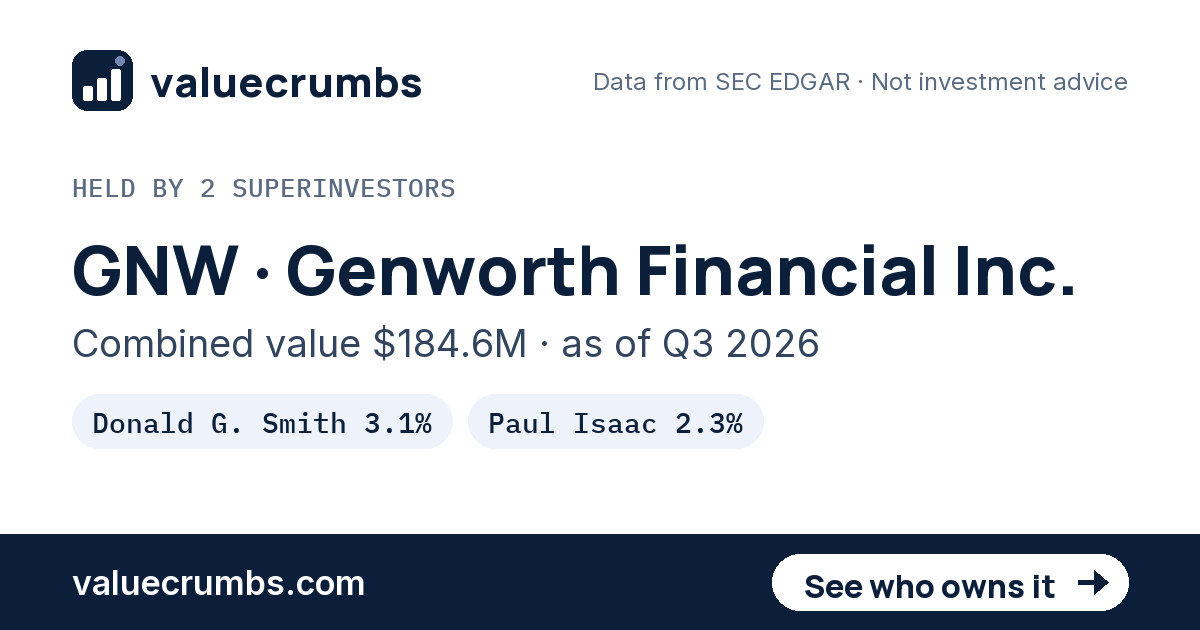 valuecrumbs
Data from SEC EDGAR · Not investment advice
HELD BY 2 SUPERINVESTORS
GNW · Genworth Financial Inc.
Combined value $184.6M · as of Q3 2026
Donald G. Smith 3.1%
Paul Isaac 2.3%
valuecrumbs.com
See who owns it →